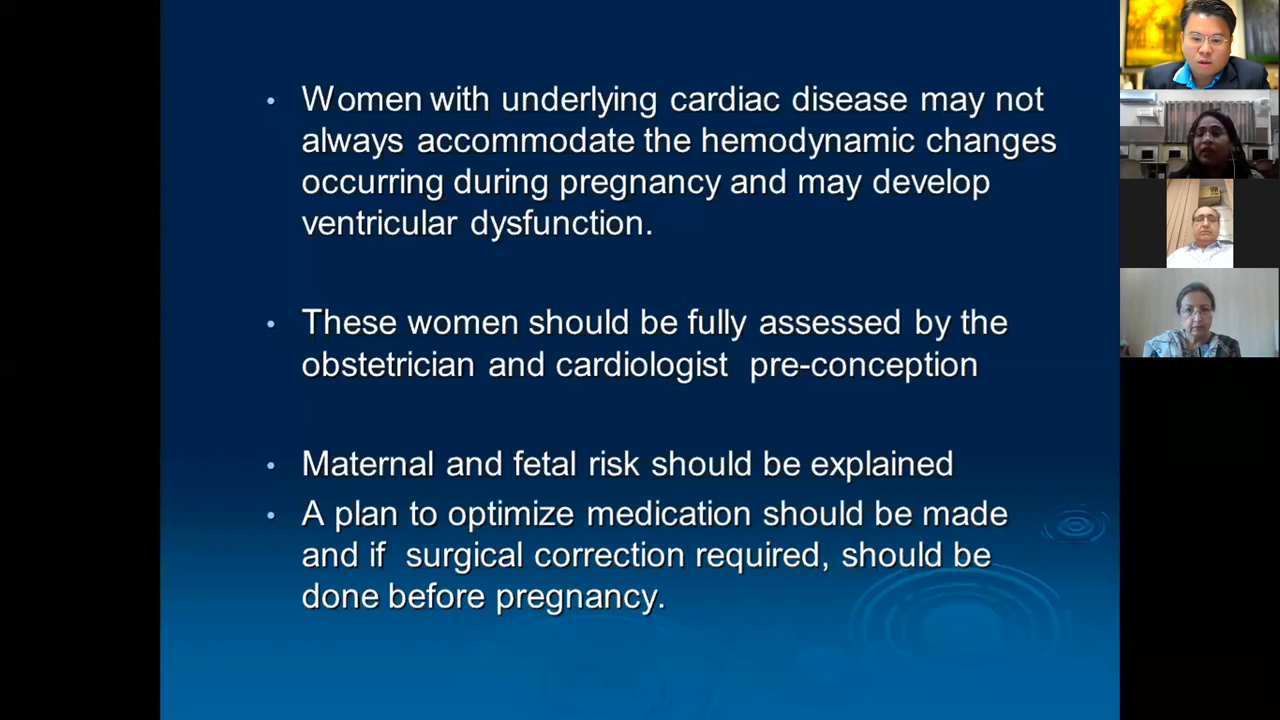 • Women with underlying cardiac disease may not
always accommodate the hemodynamic changes
occurring during pregnancy and may develop
ventricular dysfunction.
• These women should be fully assessed by the
obstetrician and cardiologist pre-conception
• Maternal and fetal risk should be explained
• A plan to optimize medication should be made
and if surgical correction required, should be
done before pregnancy.